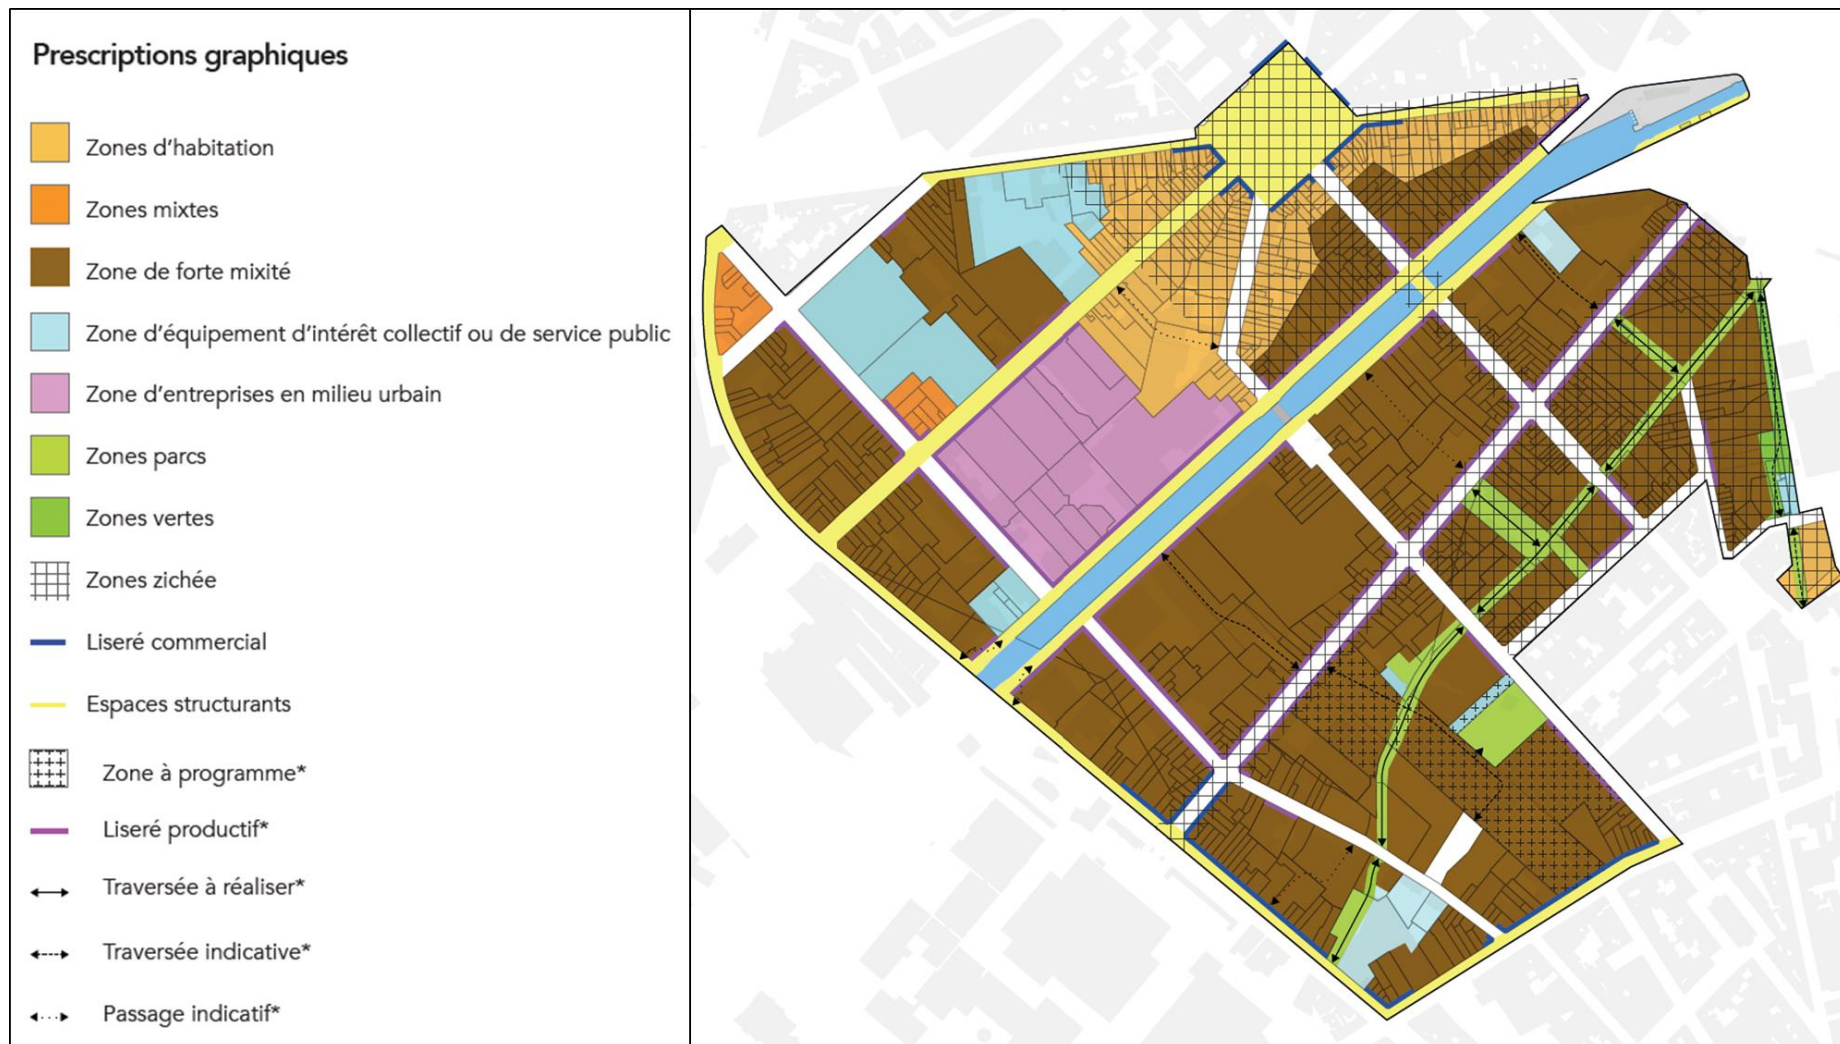 Prescriptions graphiques
Zones d'habitation
Zones mixtes
Zone de forte mixité
Zone d'équipement d'intérêt collectif ou de service public
Zone d'entreprises en milieu urbain
Zones parcs
Zones vertes
Zones zichée
Liseré commercial
Espaces structurants
Zone à programme*
Liseré productif*
Traversée à réaliser*
Traversée indicative*
Passage indicatif*